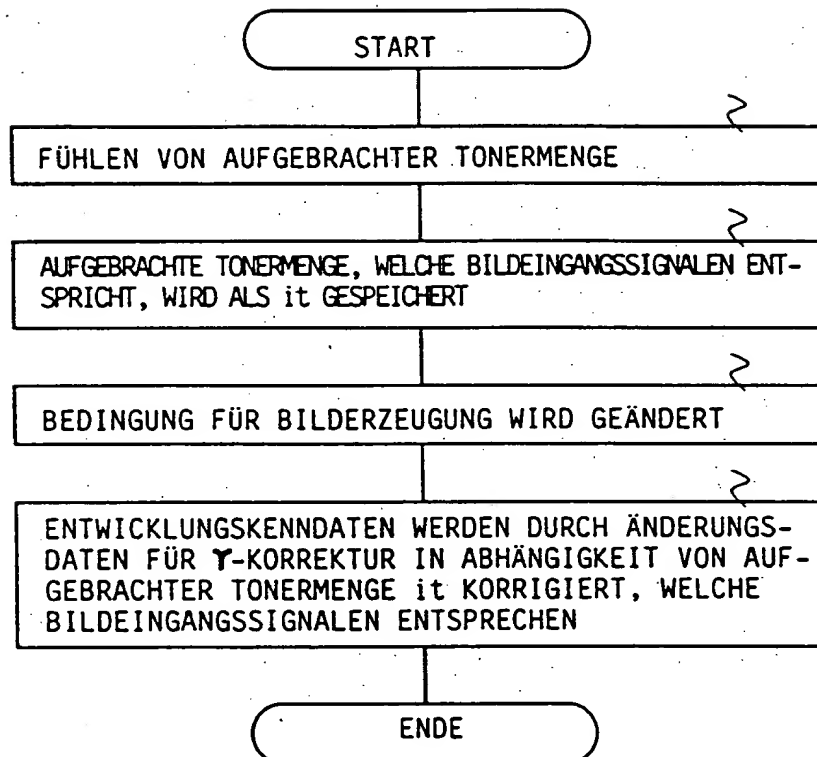 START
FÜHLEN VON AUFGEBRACHTER TONERMENGE
AUFGEBRACHTE TONERMENGE, WELCHE BILDEINGANGSSIGNALEN ENT-
SPRICHT, WIRD ALS it GESPEICHERT
BEDINGUNG FÜR BILDERZEUGUNG WIRD GEÄNDERT
ENTWICKLUNGSKENNDATEN WERDEN DURCH ÄNDERUNGS-
DATEN FÜR γ-KORREKTUR IN ABHÄNGIGKEIT VON AUF-
GEBRACHTER TONERMENGE it KORRIGIERT, WELCHE
BILDEINGANGSSIGNALEN ENTSPRECHEN
ENDE